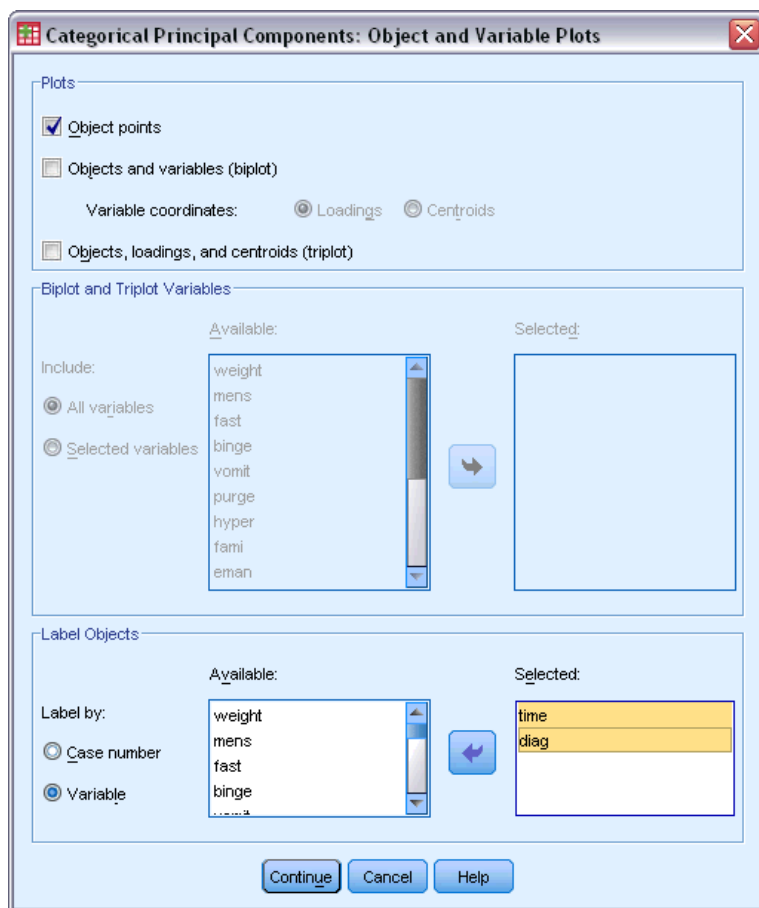 Categorical Principal Components: Object and Variable Plots
Plots
Object points
Objects and variables (biplot)
Variable coordinates: Loadings Centroids
Objects, loadings, and centroids (triplot)
Biplot and Triplot Variables
Available: Selected:
Include:
All variables
Selected variables
weight
mens
fast
binge
vomit
purge
hyper
fami
eman
Label Objects
Available: Selected:
Label by:
Case number
Variable
weight
mens
fast
binge
time
diag
Continue Cancel Help